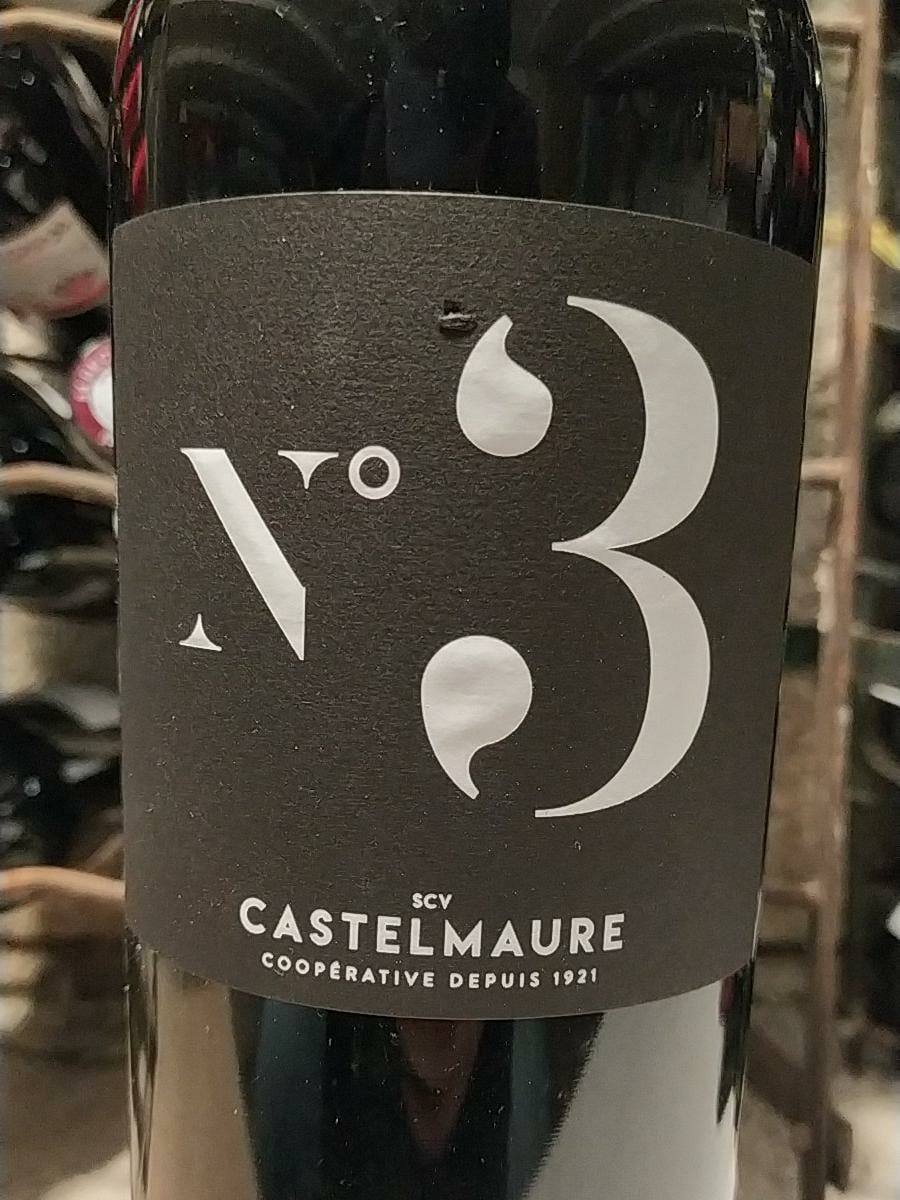 N° 3
SCV
CASTELMAURE
COOPÉRATIVE DEPUIS 1921